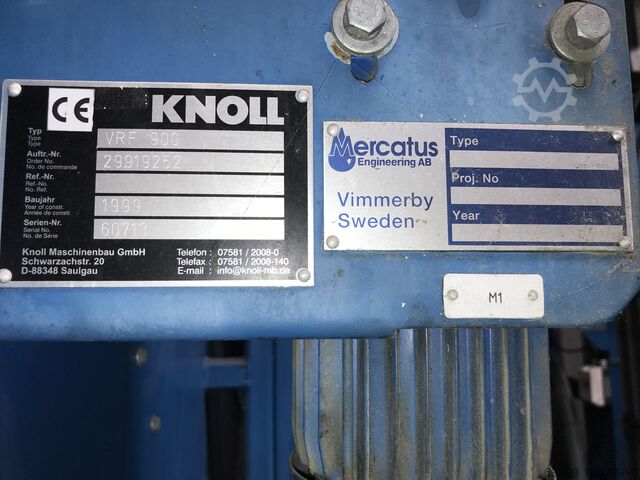 CE KNOLL
Typ
Type
Type
VRF 900
Auftr.-Nr.
Order No.
No. de commande
29919252
Ref.-Nr.
Ref.-No.
No. Ref.
Baujahr
Year of constr.
Année de constr.
1999
Serien-Nr.
Serial No.
No. de Série
60713
Knoll Maschinenbau GmbH
Schwarzachstr. 20
D-88348 Saulgau
Telefon : 07581 / 2008-0
Telefax : 07581 / 2008-140
E-mail : info@knoll-mb.de
Mercatus
Engineering AB
Vimmerby
Sweden
Type
Proj. No
Year
M1